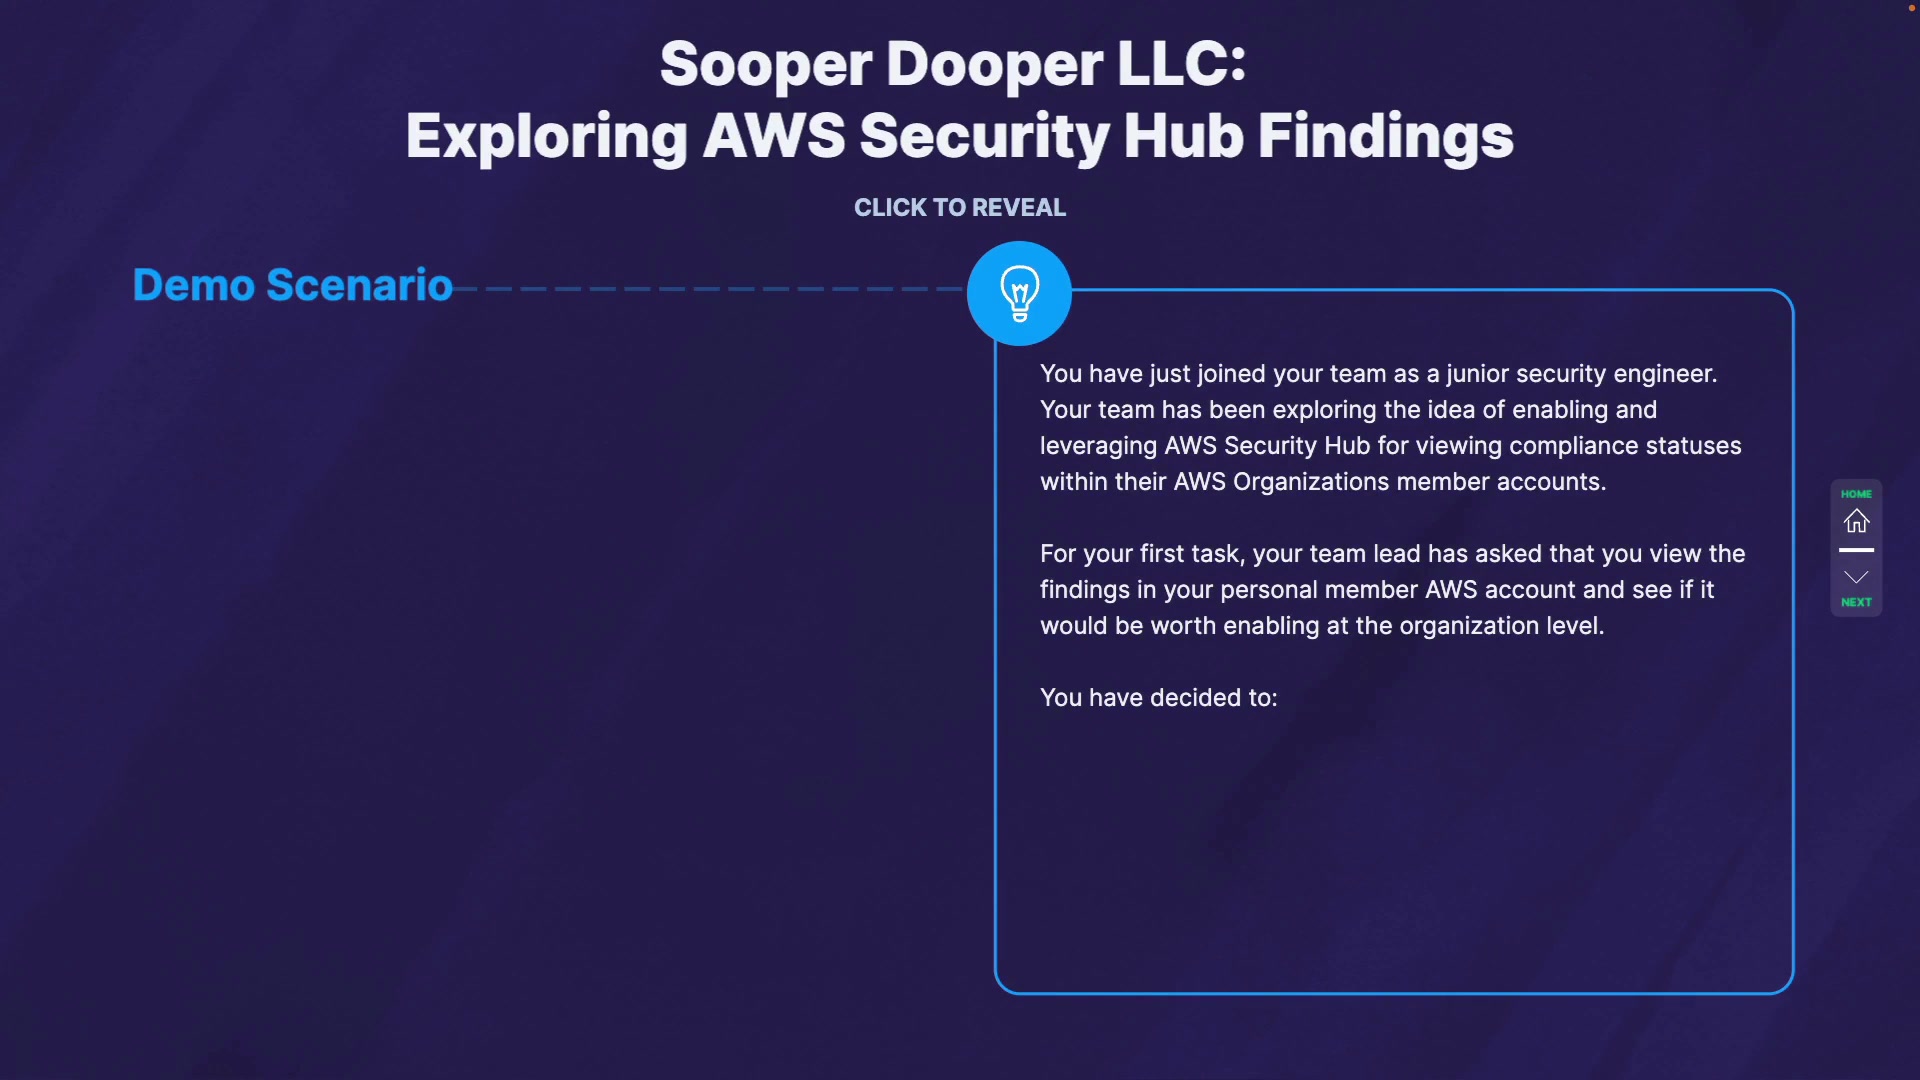 Sooper Dooper LLC:
Exploring AWS Security Hub Findings
CLICK TO REVEAL
Demo Scenario
You have just joined your team as a junior security engineer.
Your team has been exploring the idea of enabling and
leveraging AWS Security Hub for viewing compliance statuses
within their AWS Organizations member accounts.
For your first task, your team lead has asked that you view the
findings in your personal member AWS account and see if it
would be worth enabling at the organization level.
You have decided to:
HOME
NEXT